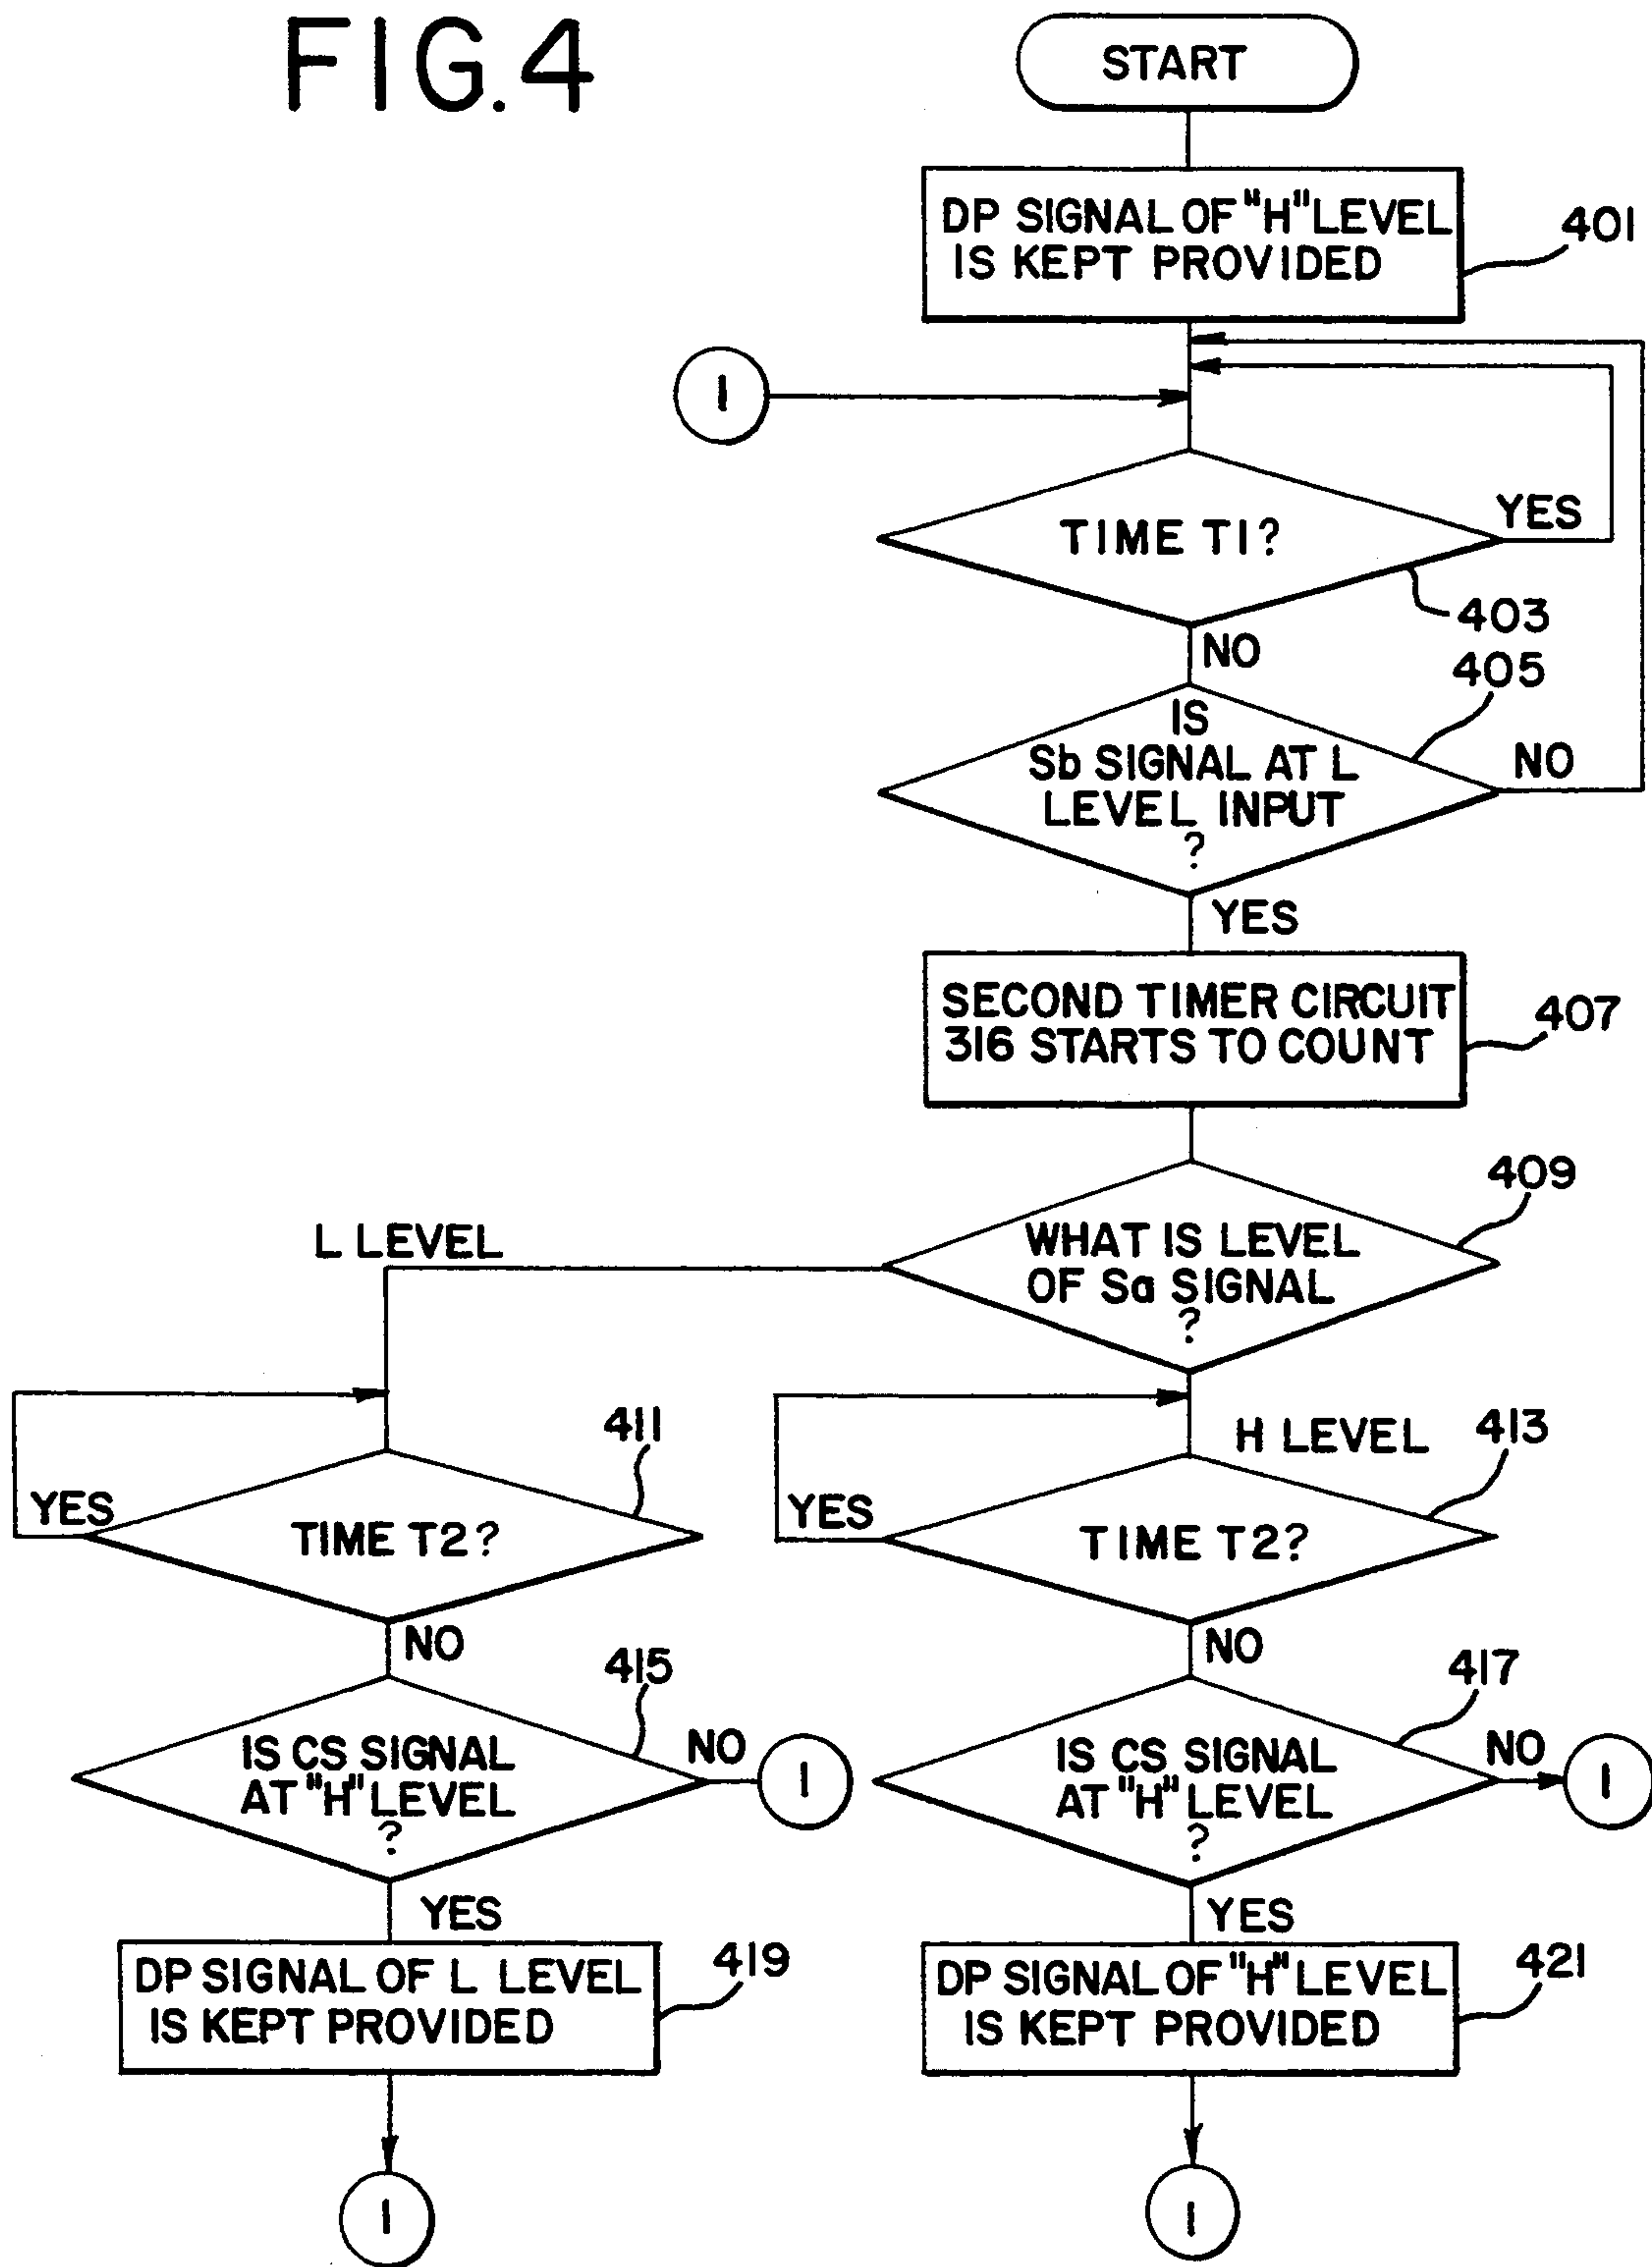 FIG.4
START
DP SIGNAL OF "H" LEVEL
IS KEPT PROVIDED
401
1
TIME T1?
YES
403
NO
405
IS
Sb SIGNAL AT L
LEVEL INPUT
?
NO
YES
SECOND TIMER CIRCUIT
316 STARTS TO COUNT
407
409
L LEVEL
WHAT IS LEVEL
OF Sa SIGNAL
?
411
H LEVEL
413
YES
TIME T2?
YES
TIME T2?
NO
NO
415
417
IS CS SIGNAL
AT "H" LEVEL
?
NO
1
IS CS SIGNAL
AT "H" LEVEL
?
NO
1
YES
YES
DP SIGNAL OF L LEVEL
IS KEPT PROVIDED
419
DP SIGNAL OF "H" LEVEL
IS KEPT PROVIDED
421
1
1